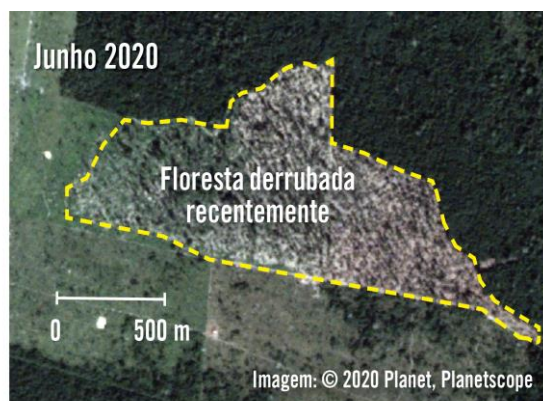 Junho 2020
Floresta derrubada
recentemente
0 500 m
Imagem: © 2020 Planet, Planetscope